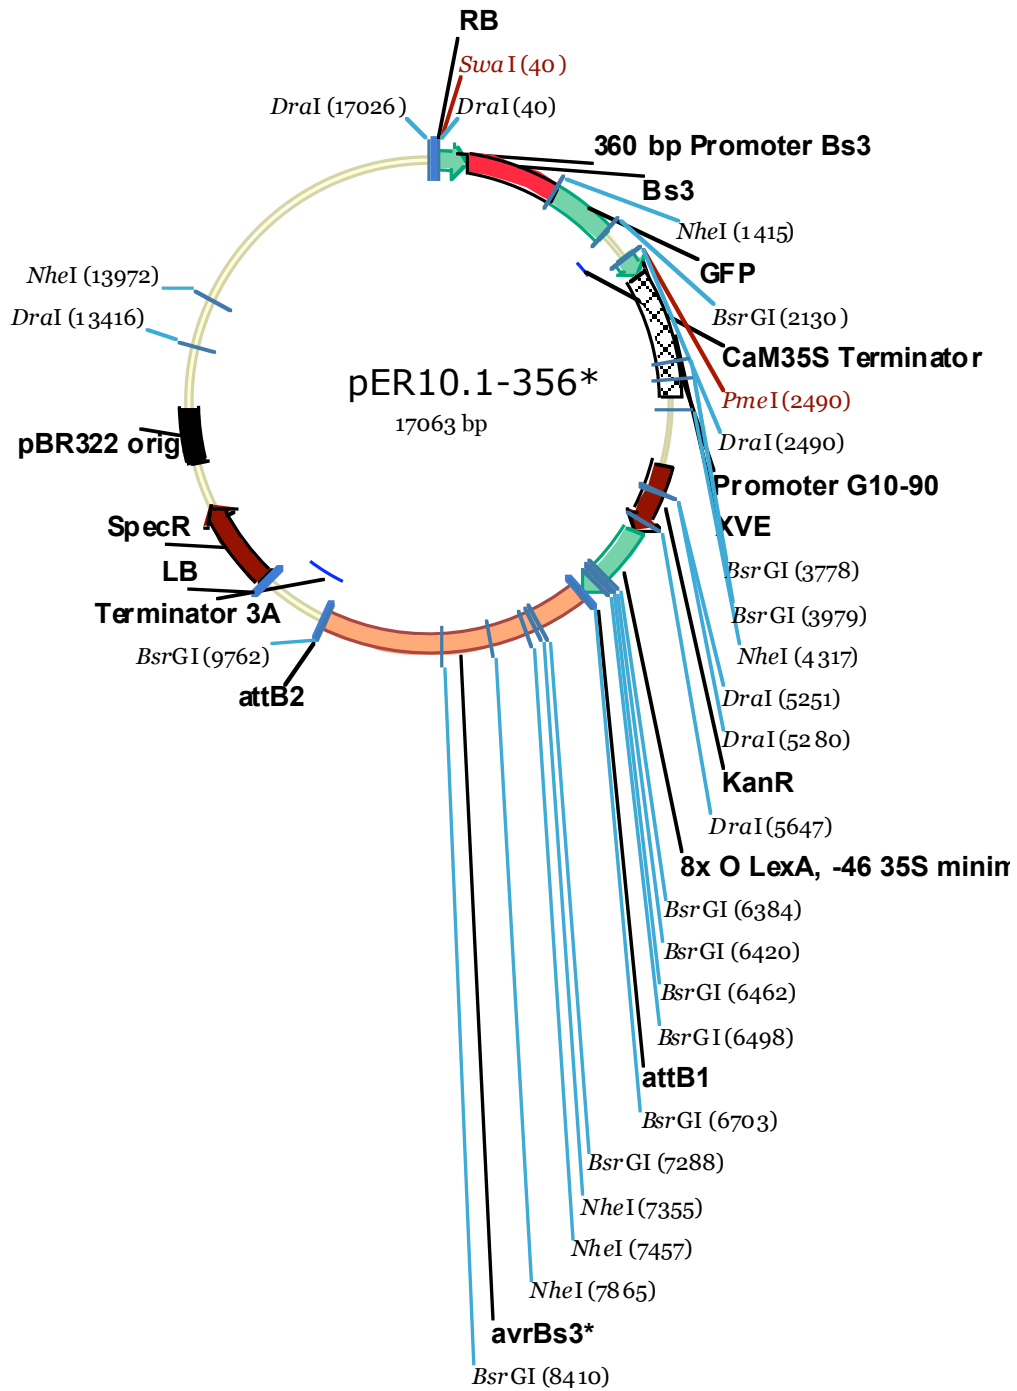 RB
SwaI (40)
DraI (17026)
DraI (40)
360 bp Promoter Bs3
Bs3
NheI (1415)
GFP
NheI (13972)
BsrGI (2130)
DraI (13416)
CaM35S Terminator
pER10.1-356*
17063 bp
PmeI (2490)
DraI (2490)
pBR322 orig
Promoter G10-90
XVE
SpecR
BsrGI (3778)
LB
Terminator 3A
BsrGI (3979)
BsrGI (9762)
NheI (4317)
attB2
DraI (5251)
DraI (5280)
KanR
DraI (5647)
8x O LexA, -46 35S minim
BsrGI (6384)
BsrGI (6420)
BsrGI (6462)
BsrGI (6498)
attB1
BsrGI (6703)
BsrGI (7288)
NheI (7355)
NheI (7457)
NheI (7865)
avrBs3*
BsrGI (8410)